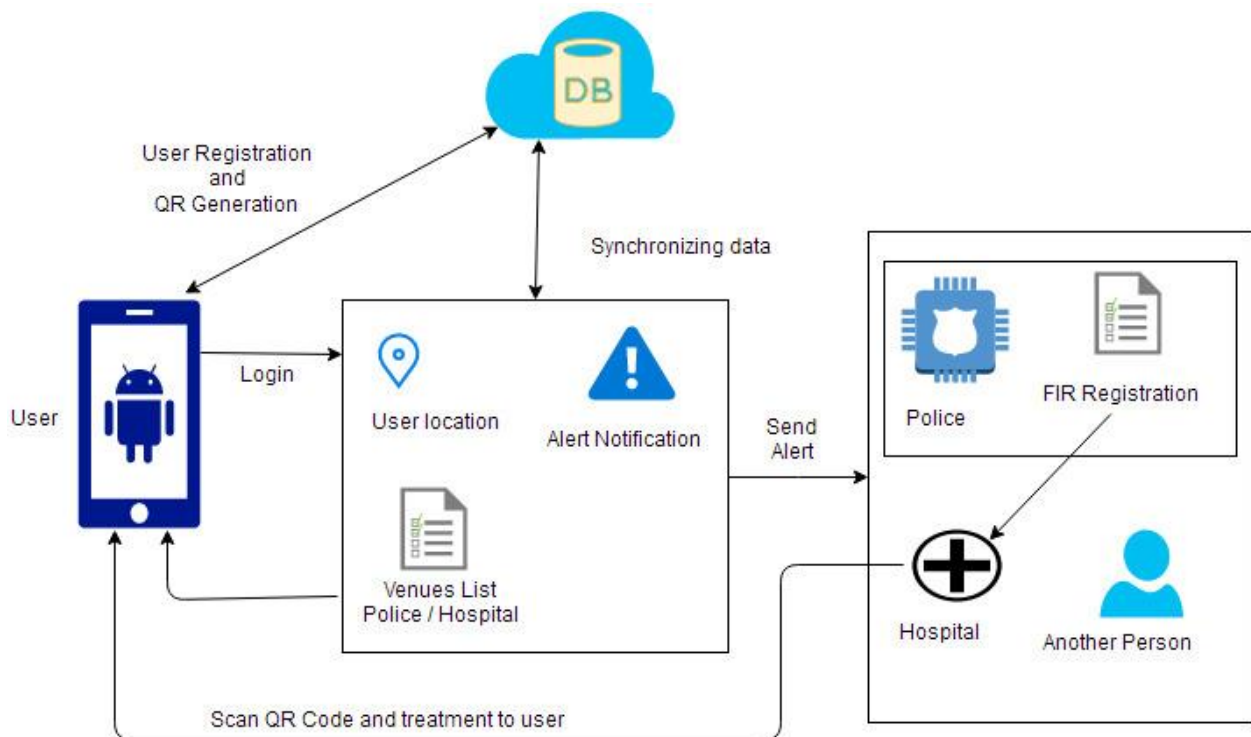 DB
User Registration
and
QR Generation
Synchronizing data
User
Login
User location
Alert Notification
Venues List
Police / Hospital
Send
Alert
Police
FIR Registration
Hospital
Another Person
Scan QR Code and treatment to user